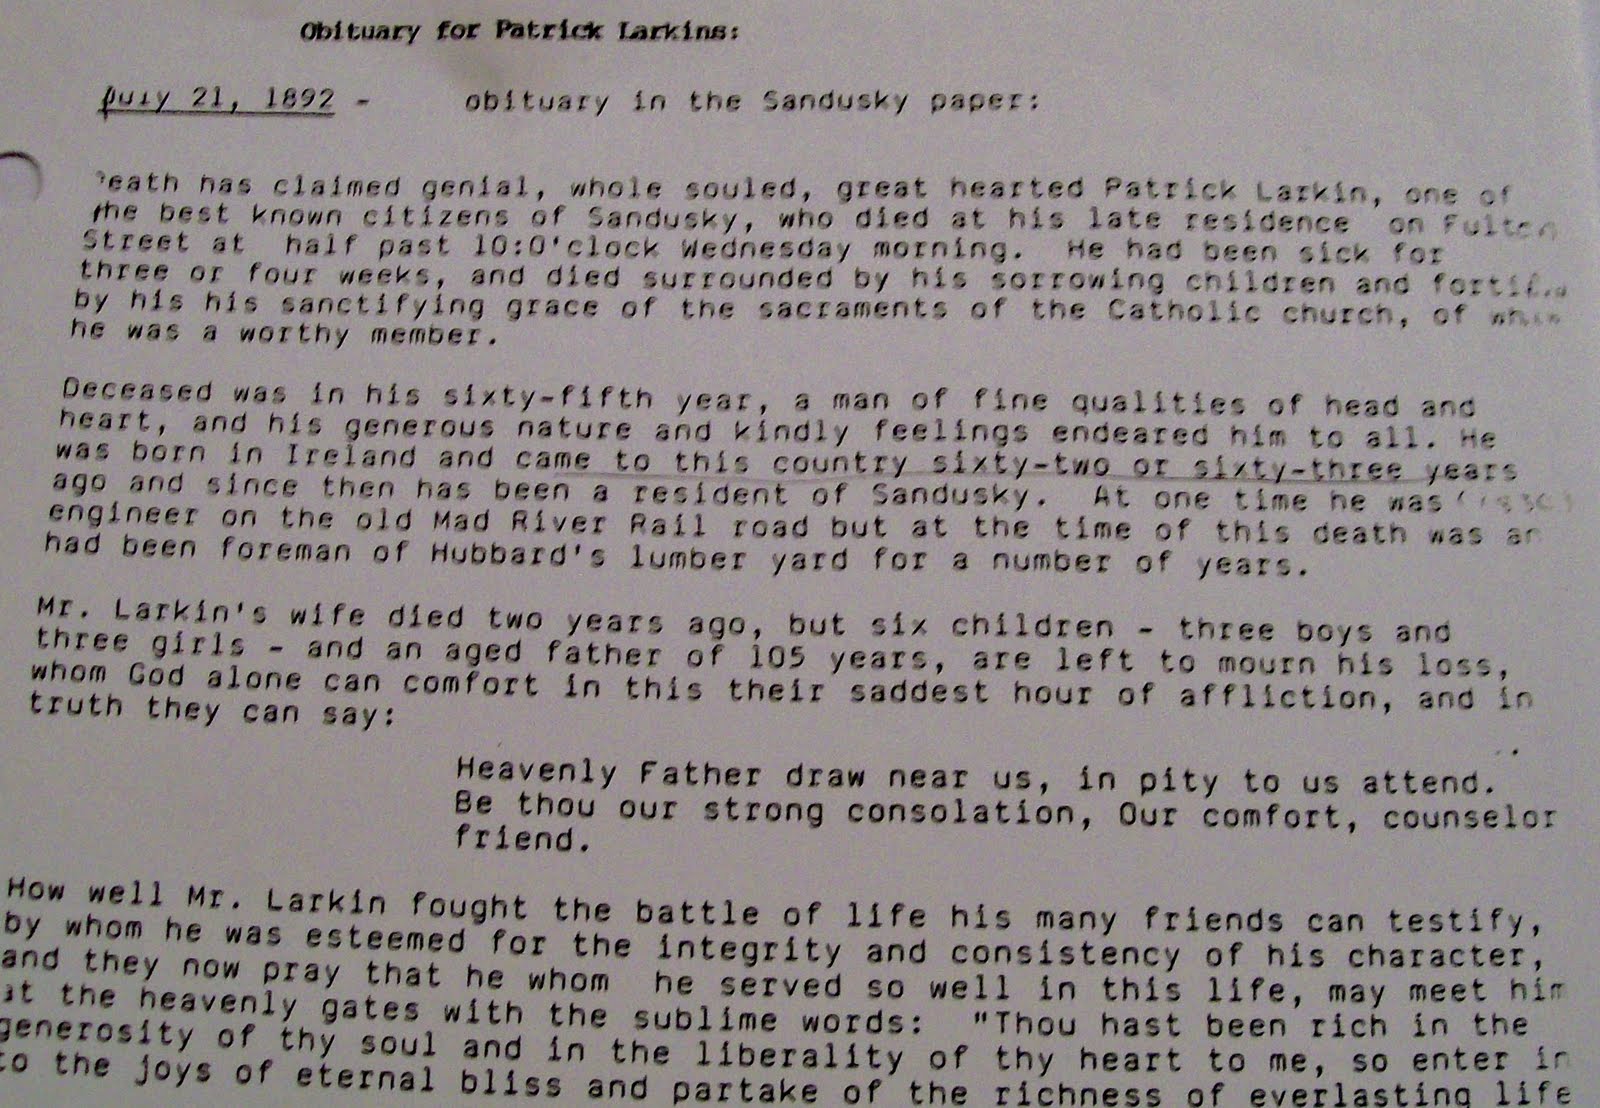 Obituary for Patrick Larkins:
July 21, 1892 - obituary in the Sandusky paper:
eath has claimed genial, whole souled, great hearted Patrick Larkin, one of
the best known citizens of Sandusky, who died at his late residence on Fulton
Street at half past 10:0'clock Wednesday morning. He had been sick for
three or four weeks, and died surrounded by his sorrowing children and
by his his sanctifying grace of the sacraments of the Catholic church, of
he was a worthy member.
Deceased was in his sixty-fifth year, a man of fine qualities of head and
heart, and his generous nature and kindly feelings endeared him to all. He
was born in Ireland and came to this country sixty-two or sixty-three years
ago and since then has been a resident of Sandusky. At one time he was
engineer on the old Mad River Rail road but at the time of this death was an
had been foreman of Hubbard's lumber yard for a number of years.
Mr. Larkin's wife died two years ago, but six children - three boys and
three girls - and an aged father of 105 years, are left to mourn his loss,
whom God alone can comfort in this their saddest hour of affliction, and in
truth they can say:
Heavenly Father draw near us, in pity to us attend.
Be thou our strong consolation, Our comfort, counselor
friend.
How well Mr. Larkin fought the battle of life his many friends can testify,
by whom he was esteemed for the integrity and consistency of his character,
and they now pray that he whom he served so well in this life, may meet him
at the heavenly gates with the sublime words: "Thou hast been rich in the
generosity of thy soul and in the liberality of thy heart to me, so enter in
to the joys of eternal bliss and partake of the richness of everlasting life